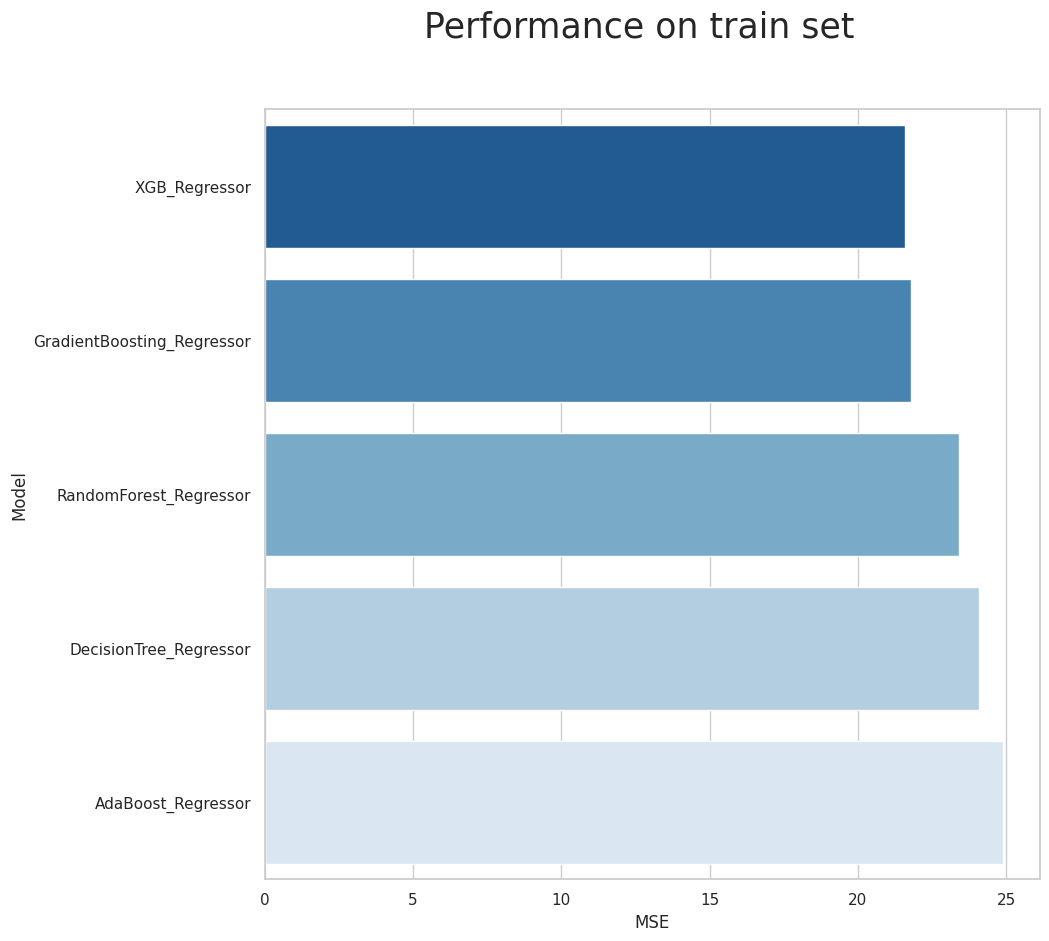 Performance on train set
XGB_Regressor
GradientBoosting_Regressor
RandomForest_Regressor
DecisionTree_Regressor
AdaBoost_Regressor
Model
0 5 10 15 20 25
MSE